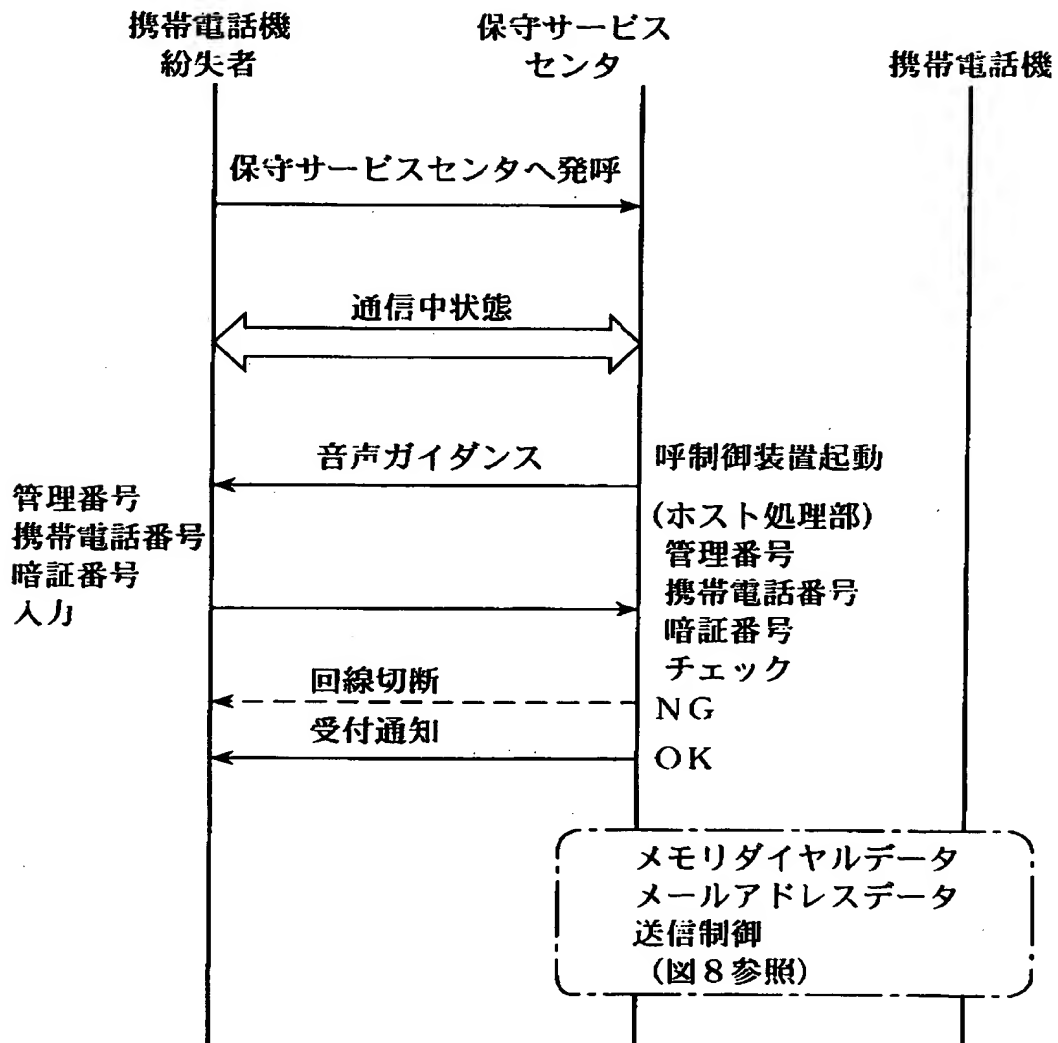 携帯電話機
紛失者
保守サービス
センタ
携帯電話機
保守サービスセンタへ発呼
通信中状態
音声ガイダンス
呼制御装置起動
管理番号
携帯電話番号
暗証番号
入力
(ホスト処理部)
管理番号
携帯電話番号
暗証番号
チェック
回線切断
NG
受付通知
OK
メモリダイヤルデータ
メールアドレスデータ
送信制御
(図8参照)